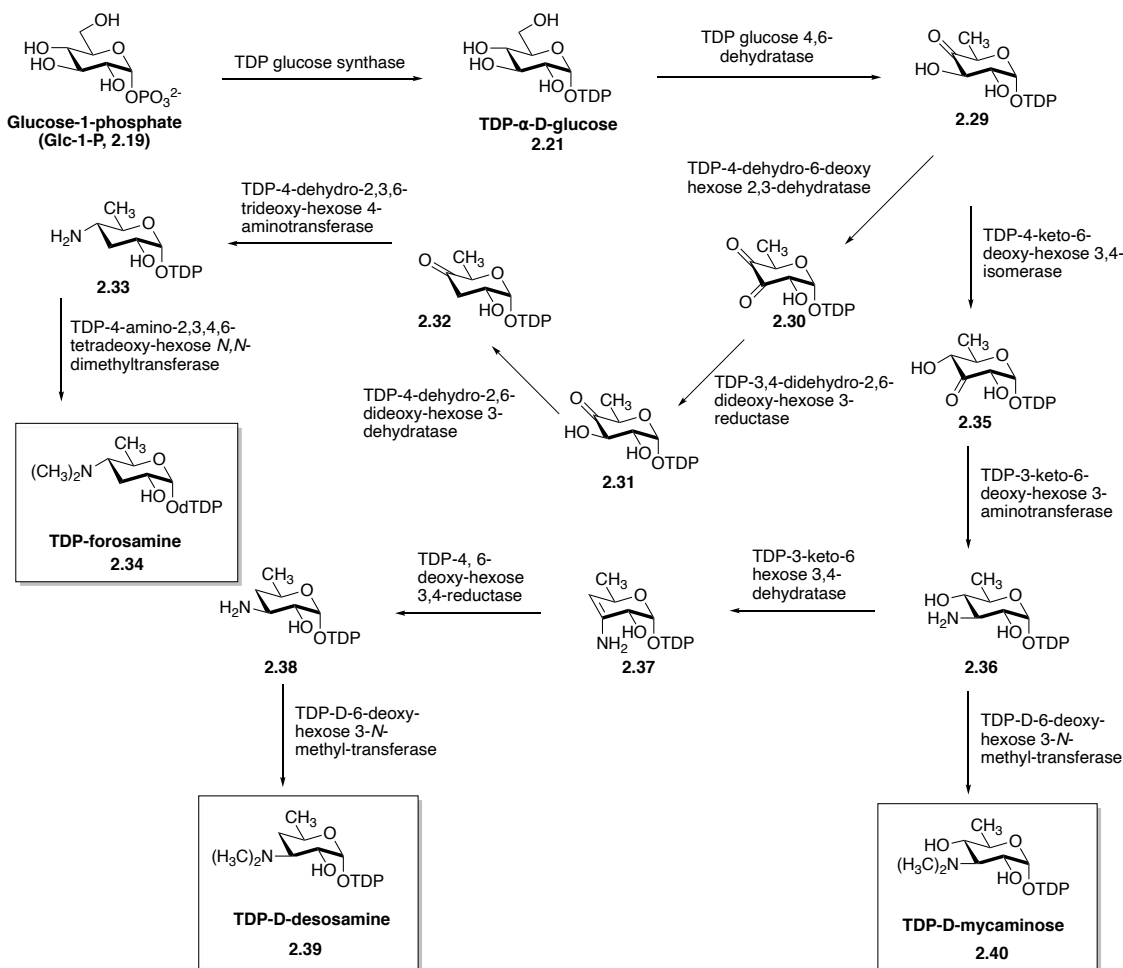 OH
HO
O
HO
HO
OPO₃²⁻
Glucose-1-phosphate
(Glc-1-P, 2.19)
TDP glucose synthase
OH
HO
O
HO
HO
OTDP
TDP-α-D-glucose
2.21
TDP glucose 4,6-
dehydratase
O
CH₃
O
HO
HO
OTDP
2.29
TDP-4-dehydro-6-deoxy
hexose 2,3-dehydratase
TDP-4-keto-6-
deoxy-hexose 3,4-
isomerase
TDP-4-dehydro-2,3,6-
trideoxy-hexose 4-
aminotransferase
CH₃
O
H₂N
HO
OTDP
2.33
O
CH₃
O
HO
OTDP
2.32
O
CH₃
O
O
HO
OTDP
2.30
TDP-4-amino-2,3,4,6-
tetradeoxy-hexose N,N-
dimethyltransferase
TDP-4-dehydro-2,6-
dideoxy-hexose 3-
dehydratase
TDP-3,4-didehydro-2,6-
dideoxy-hexose 3-
reductase
O
CH₃
O
HO
HO
OTDP
2.31
CH₃
HO
O
O
HO
OTDP
2.35
CH₃
O
(CH₃)₂N
HO
OdTDP
TDP-forosamine
2.34
TDP-3-keto-6-
deoxy-hexose 3-
aminotransferase
CH₃
O
H₂N
HO
OTDP
2.38
TDP-4, 6-
deoxy-hexose
3,4-reductase
CH₃
O
HO
NH₂
OTDP
2.37
TDP-3-keto-6
hexose 3,4-
dehydratase
CH₃
HO
O
H₂N
HO
OTDP
2.36
TDP-D-6-deoxy-
hexose 3-N-
methyl-transferase
TDP-D-6-deoxy-
hexose 3-N-
methyl-transferase
CH₃
O
(H₃C)₂N
HO
OTDP
TDP-D-desosamine
2.39
CH₃
HO
O
(H₃C)₂N
HO
OTDP
TDP-D-mycaminose
2.40